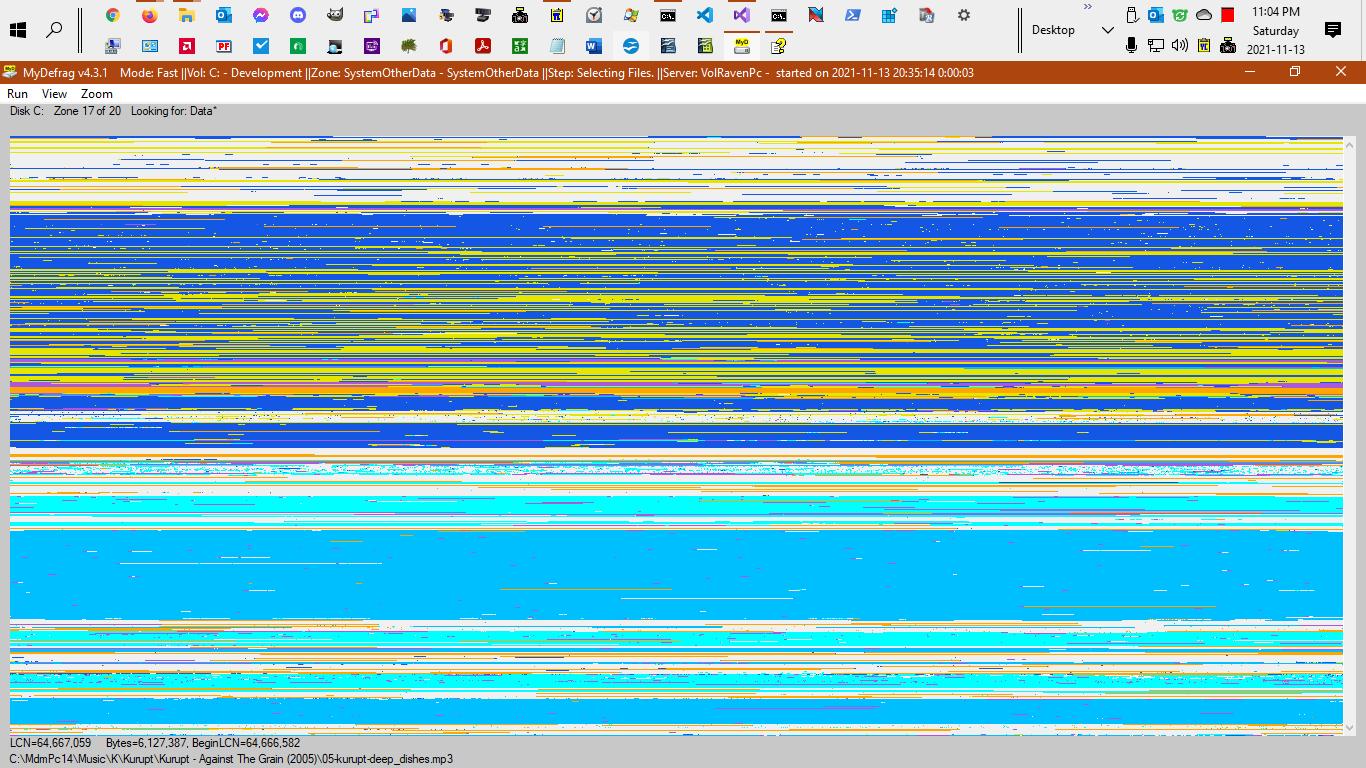 11:04 PM
Desktop
Saturday
2021-11-13
MyDefrag v4.3.1 Mode: Fast ||Vol: C: - Development ||Zone: SystemOtherData - SystemOtherData ||Step: Selecting Files. ||Server: VolRavenPc - started on 2021-11-13 20:35:14 0:00:03
Run View Zoom
Disk C: Zone 17 of 20 Looking for: Data*
LCN=64,667,059 Bytes=6,127,387, BeginLCN=64,666,582
C:\MdmPc14\Music\K\Kurupt\Kurupt - Against The Grain (2005)\05-kurupt-deep_dishes.mp3